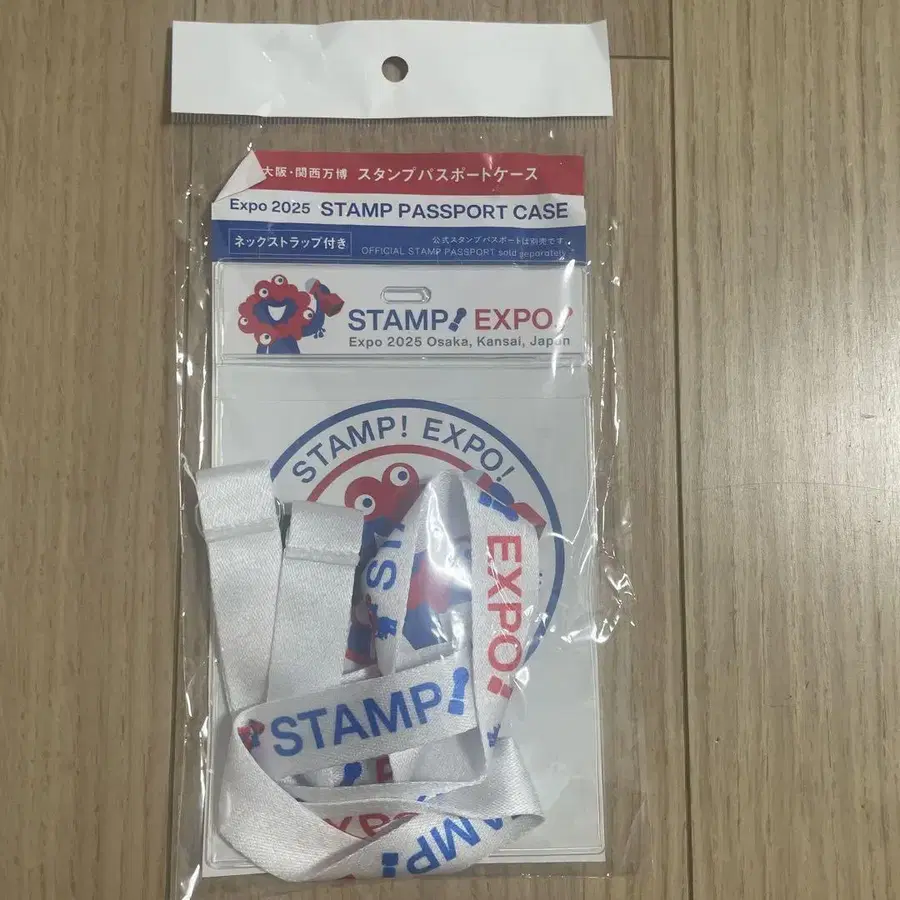 大阪・関西万博 スタンプパスポートケース
Expo 2025 STAMP PASSPORT CASE
ネックストラップ付き
公式スタンプパスポートは別売です。
OFFICIAL STAMP PASSPORT sold separately.
STAMP! EXPO!
Expo 2025 Osaka, Kansai, Japan
STAMP! EXPO!
EXPO!
STAMP!
AMP!